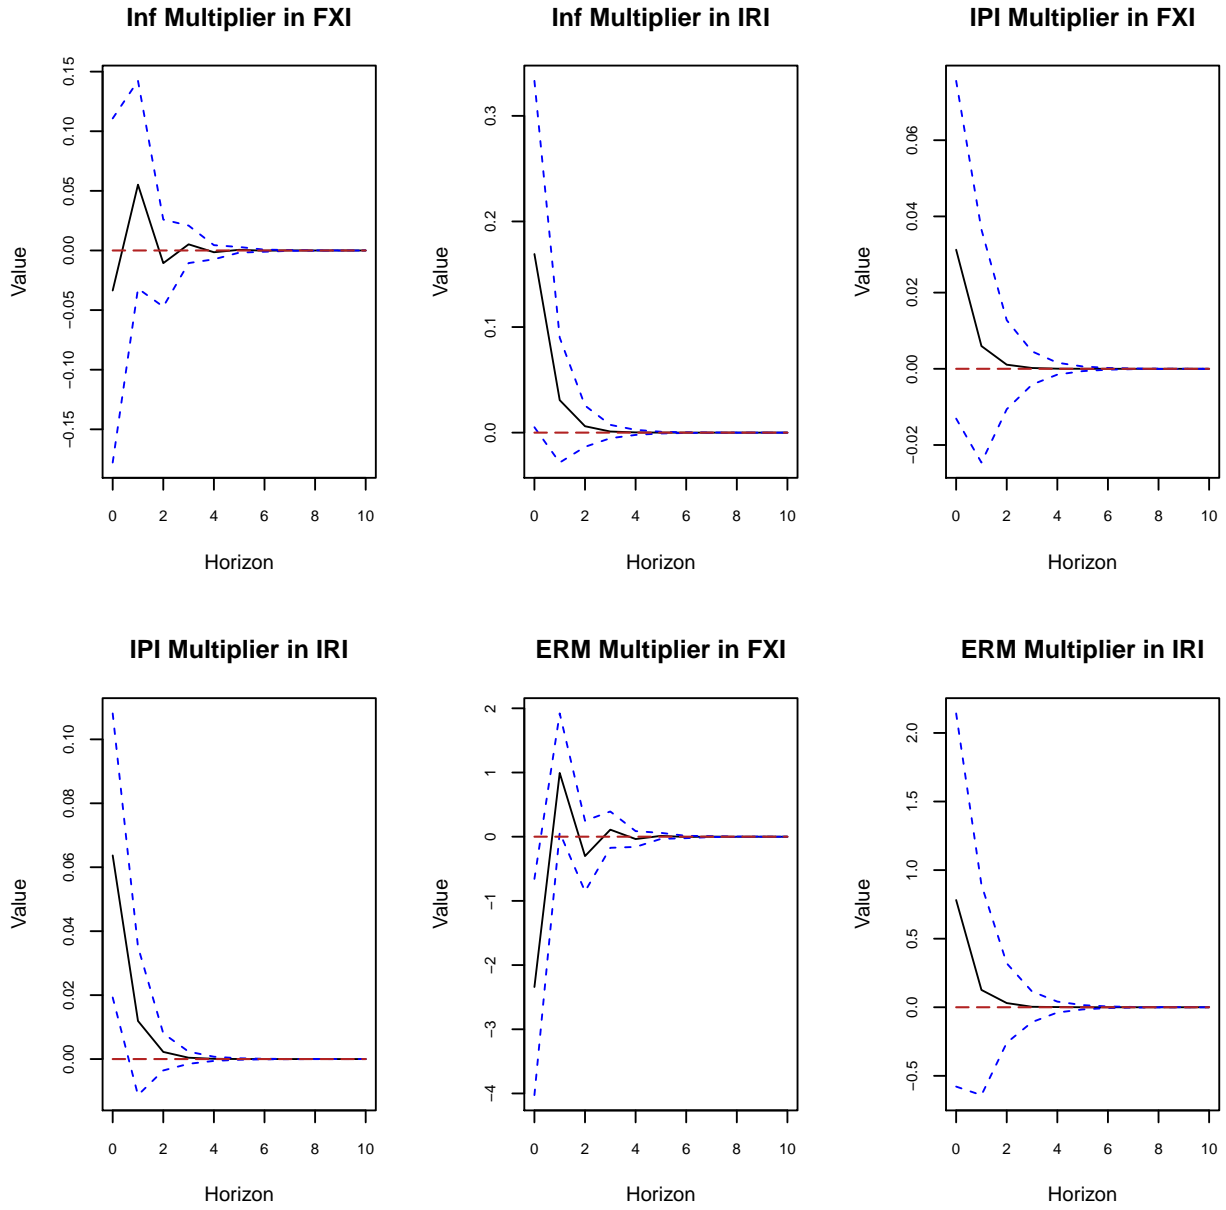 Inf Multiplier in FXI
Inf Multiplier in IRI
IPI Multiplier in FXI
Value
0.15
0.10
0.05
0.00
−0.05
−0.10
−0.15
0 2 4 6 8 10
Horizon
Value
0.3
0.2
0.1
0.0
0 2 4 6 8 10
Horizon
Value
0.06
0.04
0.02
0.00
−0.02
0 2 4 6 8 10
Horizon
IPI Multiplier in IRI
ERM Multiplier in FXI
ERM Multiplier in IRI
Value
0.10
0.08
0.06
0.04
0.02
0.00
0 2 4 6 8 10
Horizon
Value
2
1
0
−1
−2
−3
−4
0 2 4 6 8 10
Horizon
Value
2.0
1.5
1.0
0.5
0.0
−0.5
0 2 4 6 8 10
Horizon